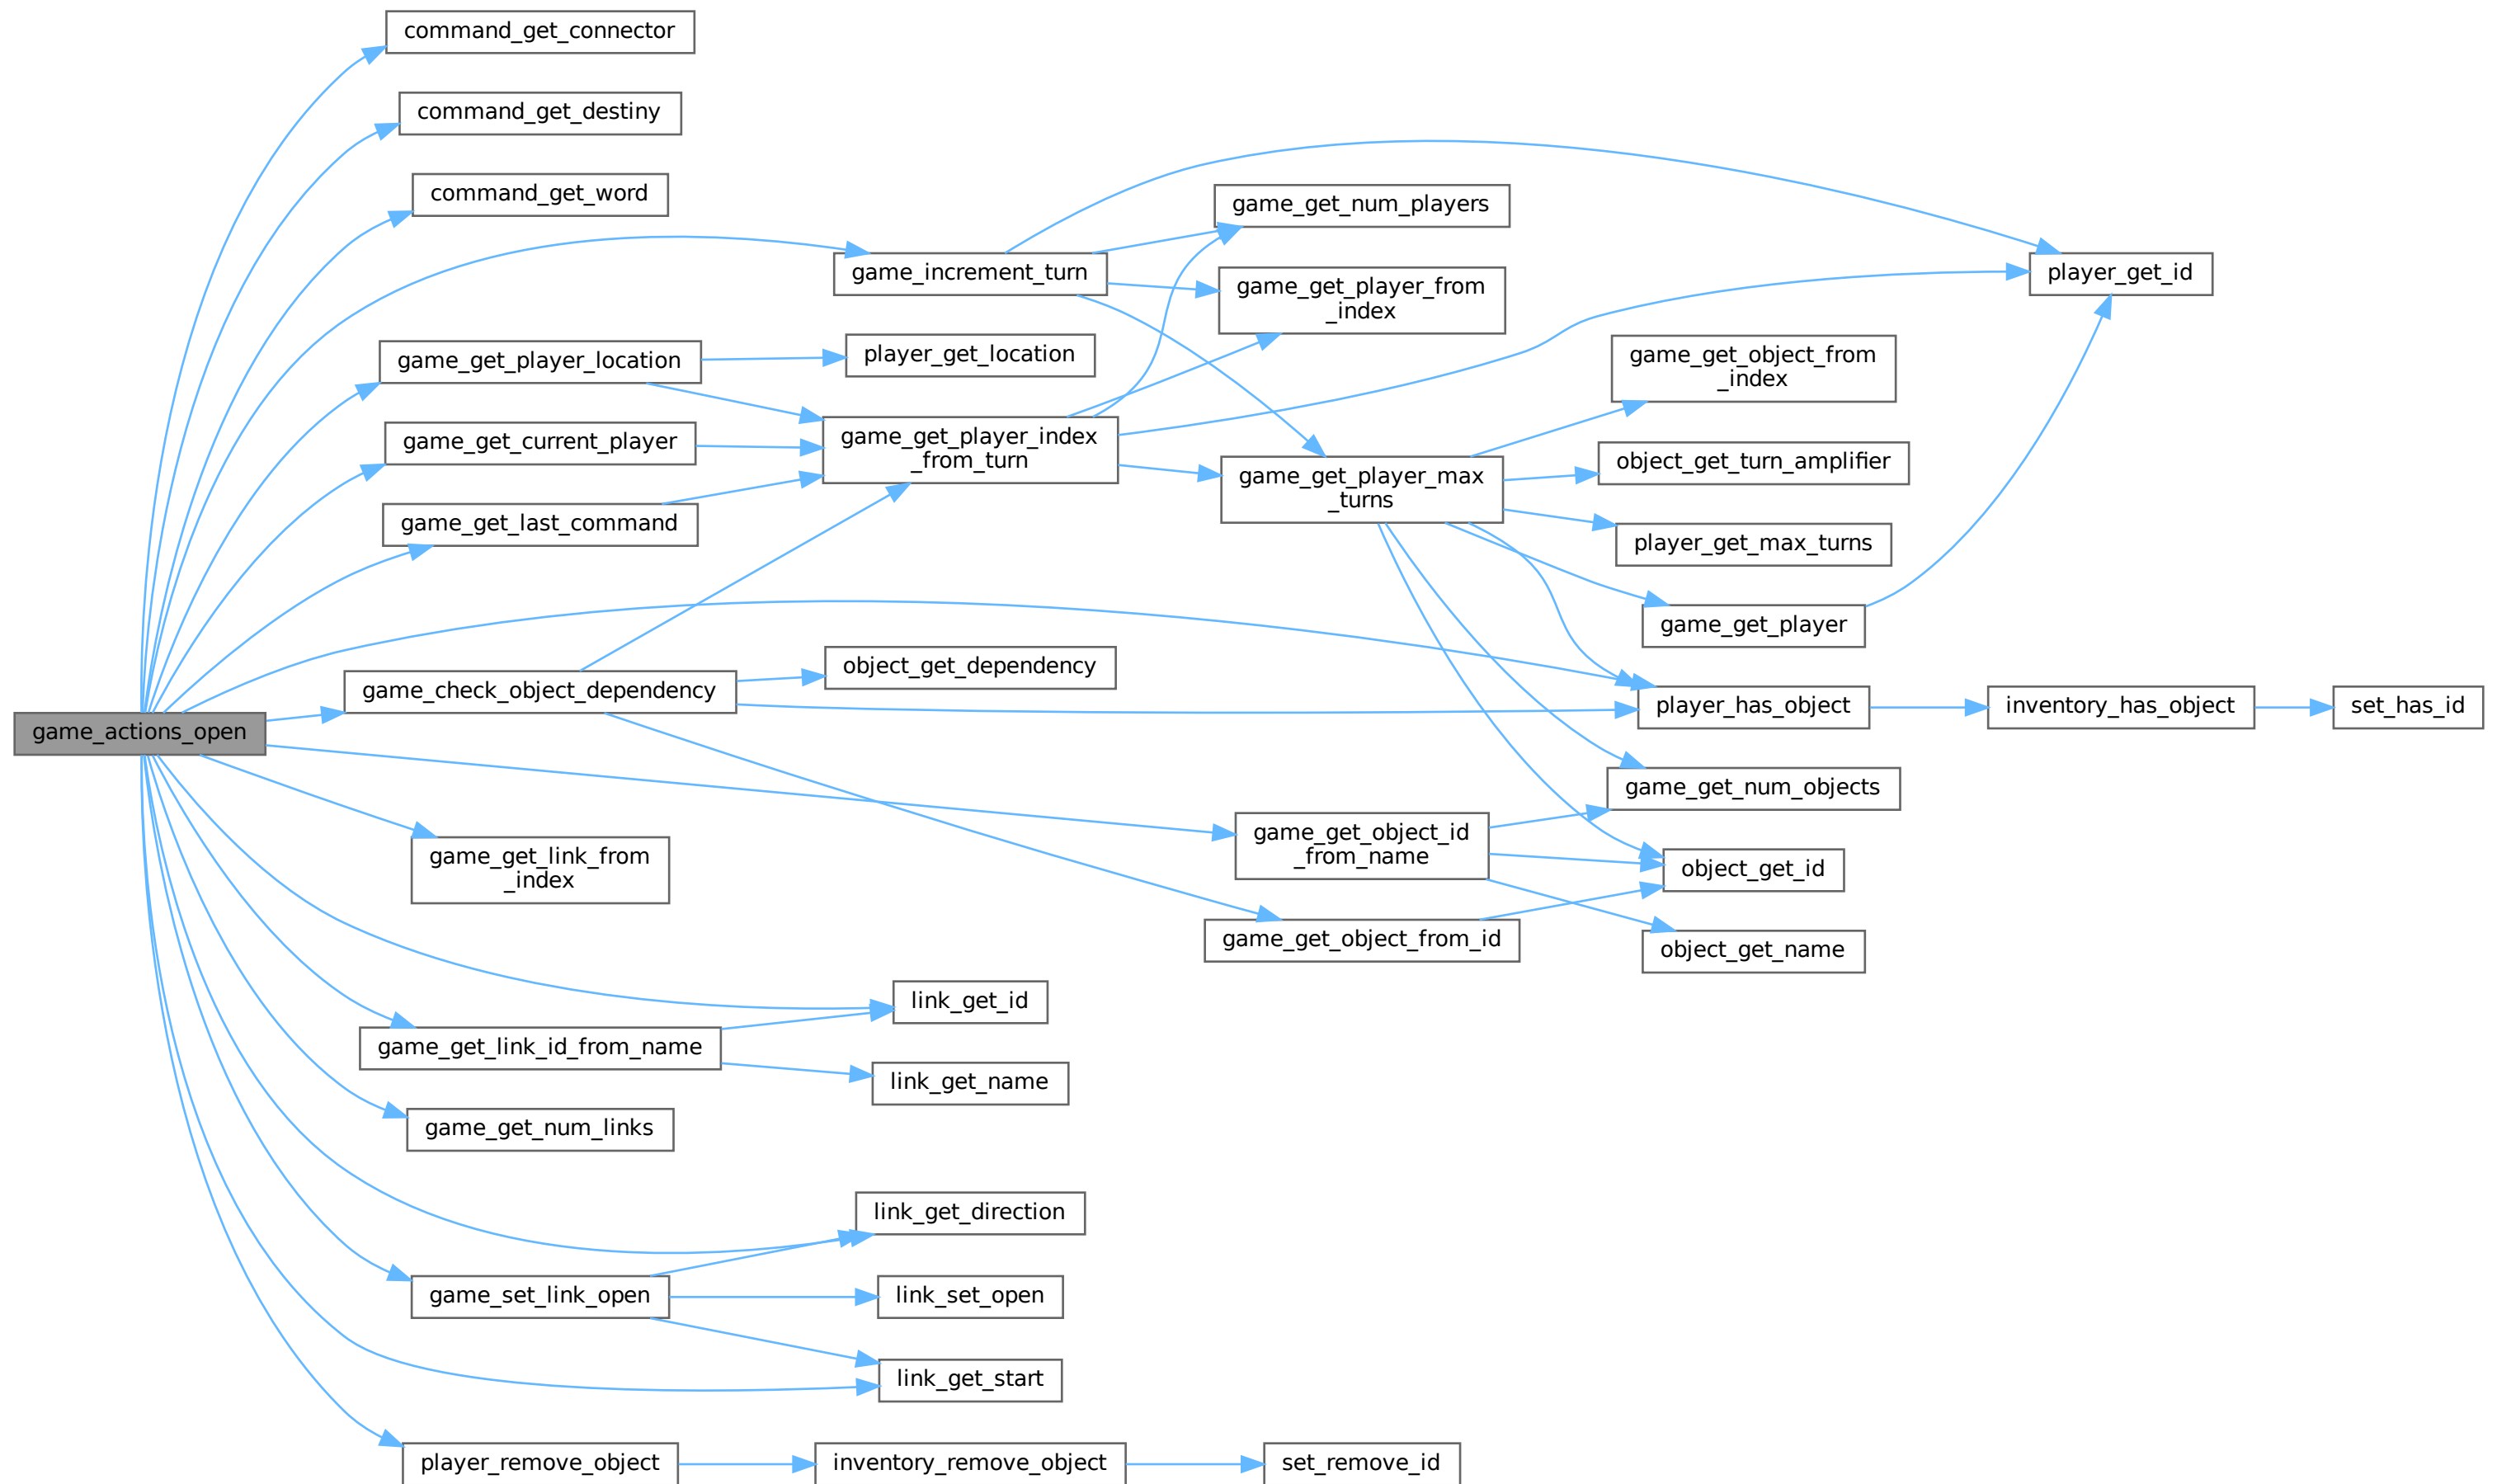 command_get_connector
command_get_destiny
command_get_word
game_get_num_players
game_increment_turn
player_get_id
game_get_player_from
_index
player_get_location
game_get_player_location
game_get_object_from
_index
game_get_current_player
game_get_player_index
_from_turn
object_get_turn_amplifier
game_get_player_max
_turns
game_get_last_command
player_get_max_turns
game_get_player
object_get_dependency
game_check_object_dependency
player_has_object
inventory_has_object
set_has_id
game_actions_open
game_get_num_objects
game_get_object_id
_from_name
game_get_link_from
_index
object_get_id
game_get_object_from_id
object_get_name
link_get_id
game_get_link_id_from_name
link_get_name
game_get_num_links
link_get_direction
game_set_link_open
link_set_open
link_get_start
player_remove_object
inventory_remove_object
set_remove_id